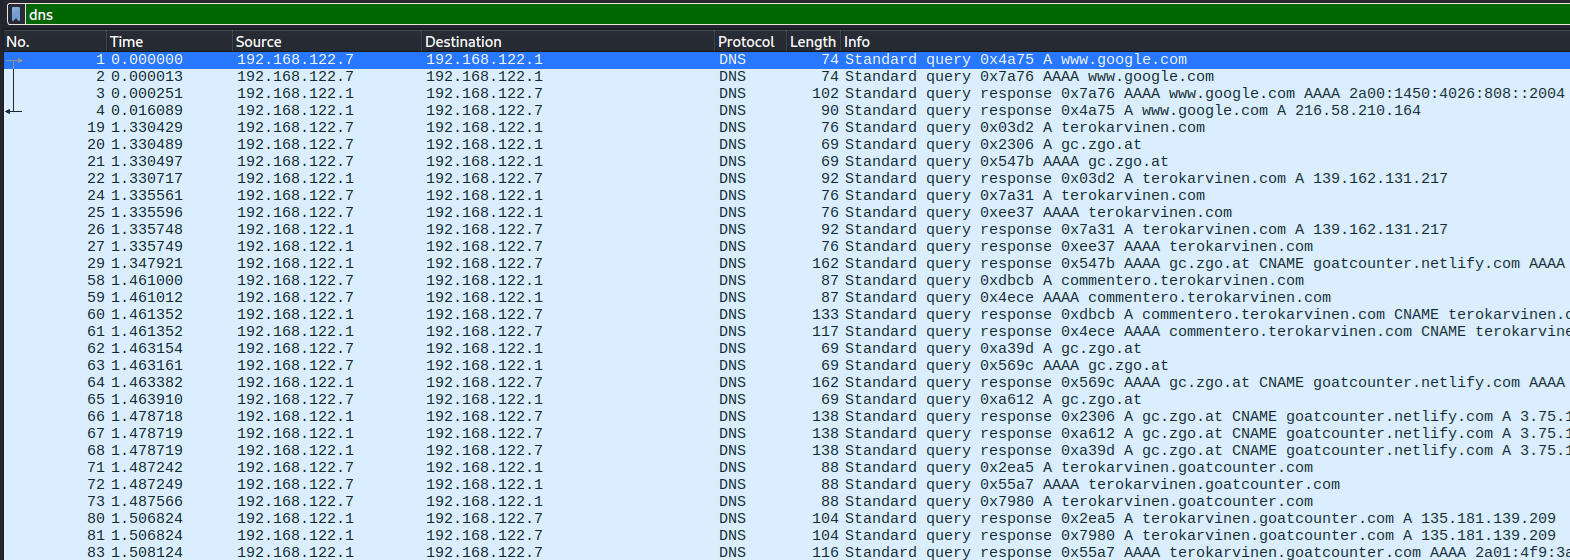 dns
No. Time Source Destination Protocol Length Info
1 0.000000 192.168.122.7 192.168.122.1 DNS 74 Standard query 0x4a75 A www.google.com
2 0.000013 192.168.122.7 192.168.122.1 DNS 74 Standard query 0x7a76 AAAA www.google.com
3 0.000251 192.168.122.1 192.168.122.7 DNS 102 Standard query response 0x7a76 AAAA www.google.com AAAA 2a00:1450:4026:808::2004
4 0.016089 192.168.122.1 192.168.122.7 DNS 90 Standard query response 0x4a75 A www.google.com A 216.58.210.164
19 1.330429 192.168.122.7 192.168.122.1 DNS 76 Standard query 0x03d2 A terokarvinen.com
20 1.330489 192.168.122.7 192.168.122.1 DNS 69 Standard query 0x2306 A gc.zgo.at
21 1.330497 192.168.122.7 192.168.122.1 DNS 69 Standard query 0x547b AAAA gc.zgo.at
22 1.330717 192.168.122.1 192.168.122.7 DNS 92 Standard query response 0x03d2 A terokarvinen.com A 139.162.131.217
24 1.335561 192.168.122.7 192.168.122.1 DNS 76 Standard query 0x7a31 A terokarvinen.com
25 1.335596 192.168.122.7 192.168.122.1 DNS 76 Standard query 0xee37 AAAA terokarvinen.com
26 1.335748 192.168.122.1 192.168.122.7 DNS 92 Standard query response 0x7a31 A terokarvinen.com A 139.162.131.217
27 1.335749 192.168.122.1 192.168.122.7 DNS 76 Standard query response 0xee37 AAAA terokarvinen.com
29 1.347921 192.168.122.1 192.168.122.7 DNS 162 Standard query response 0x547b AAAA gc.zgo.at CNAME goatcounter.netlify.com AAAA
58 1.461000 192.168.122.7 192.168.122.1 DNS 87 Standard query 0xdbcb A commentero.terokarvinen.com
59 1.461012 192.168.122.7 192.168.122.1 DNS 87 Standard query 0x4ece AAAA commentero.terokarvinen.com
60 1.461352 192.168.122.1 192.168.122.7 DNS 133 Standard query response 0xdbcb A commentero.terokarvinen.com CNAME terokarvinen.c
61 1.461352 192.168.122.1 192.168.122.7 DNS 117 Standard query response 0x4ece AAAA commentero.terokarvinen.com CNAME terokarvine
62 1.463154 192.168.122.7 192.168.122.1 DNS 69 Standard query 0xa39d A gc.zgo.at
63 1.463161 192.168.122.7 192.168.122.1 DNS 69 Standard query 0x569c AAAA gc.zgo.at
64 1.463382 192.168.122.1 192.168.122.7 DNS 162 Standard query response 0x569c AAAA gc.zgo.at CNAME goatcounter.netlify.com AAAA
65 1.463910 192.168.122.7 192.168.122.1 DNS 69 Standard query 0xa612 A gc.zgo.at
66 1.478718 192.168.122.1 192.168.122.7 DNS 138 Standard query response 0x2306 A gc.zgo.at CNAME goatcounter.netlify.com A 3.75.1
67 1.478719 192.168.122.1 192.168.122.7 DNS 138 Standard query response 0xa612 A gc.zgo.at CNAME goatcounter.netlify.com A 3.75.1
68 1.478719 192.168.122.1 192.168.122.7 DNS 138 Standard query response 0xa39d A gc.zgo.at CNAME goatcounter.netlify.com A 3.75.1
71 1.487242 192.168.122.7 192.168.122.1 DNS 88 Standard query 0x2ea5 A terokarvinen.goatcounter.com
72 1.487249 192.168.122.7 192.168.122.1 DNS 88 Standard query 0x55a7 AAAA terokarvinen.goatcounter.com
73 1.487566 192.168.122.7 192.168.122.1 DNS 88 Standard query 0x7980 A terokarvinen.goatcounter.com
80 1.506824 192.168.122.1 192.168.122.7 DNS 104 Standard query response 0x2ea5 A terokarvinen.goatcounter.com A 135.181.139.209
81 1.506824 192.168.122.1 192.168.122.7 DNS 104 Standard query response 0x7980 A terokarvinen.goatcounter.com A 135.181.139.209
83 1.508124 192.168.122.1 192.168.122.7 DNS 116 Standard query response 0x55a7 AAAA terokarvinen.goatcounter.com AAAA 2a01:4f9:3a